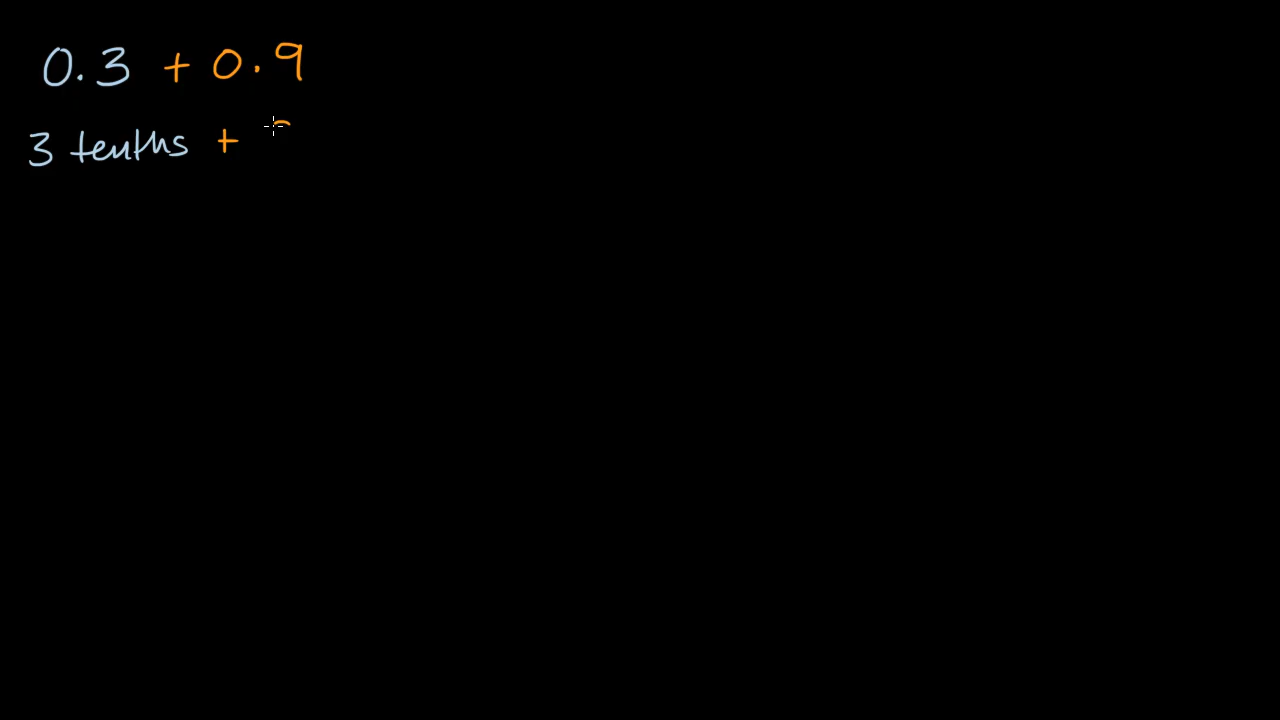 0.3 + 0.9
3 tenths +